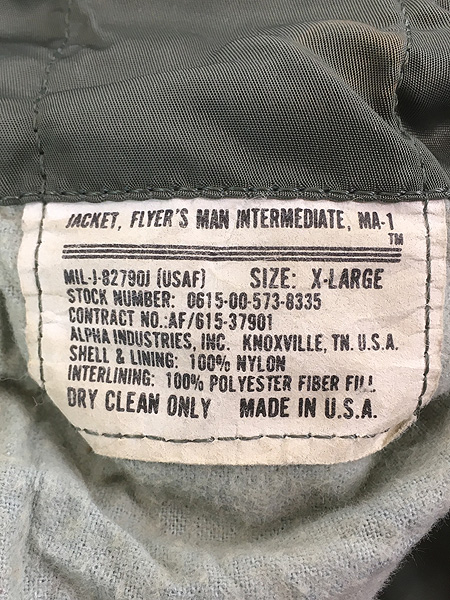 JACKET, FLYER'S MAN INTERMEDIATE, MA-1
TM
MIL-J-82790J (USAF) SIZE: X-LARGE
STOCK NUMBER: 0615-00-573-8335
CONTRACT NO.:AF/615-37901
ALPHA INDUSTRIES, INC. KNOXVILLE, TN. U.S.A.
SHELL & LINING: 100% NYLON
INTERLINING: 100% POLYESTER FIBER FILL
DRY CLEAN ONLY MADE IN U.S.A.